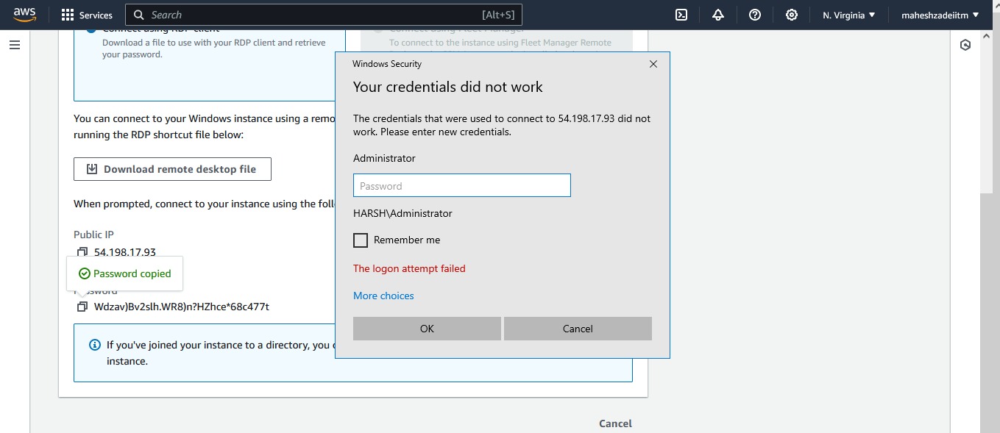 aws
Services
Search
[Alt+S]
N. Virginia
maheshzadeiitm
Connect using RDP client
Download a file to use with your RDP client and retrieve
your password.
Connect using Fleet Manager
To connect to the instance using Fleet Manager Remote
You can connect to your Windows instance using a remo
running the RDP shortcut file below:
Download remote desktop file
When prompted, connect to your instance using the foll
Public IP
54.198.17.93
Password copied
Password
Wdzav)Bv2slh.WR8)n?HZhce*68c477t
If you've joined your instance to a directory, you c
instance.
Cancel
Windows Security
Your credentials did not work
The credentials that were used to connect to 54.198.17.93 did not
work. Please enter new credentials.
Administrator
Password
HARSH\Administrator
Remember me
The logon attempt failed
More choices
OK
Cancel